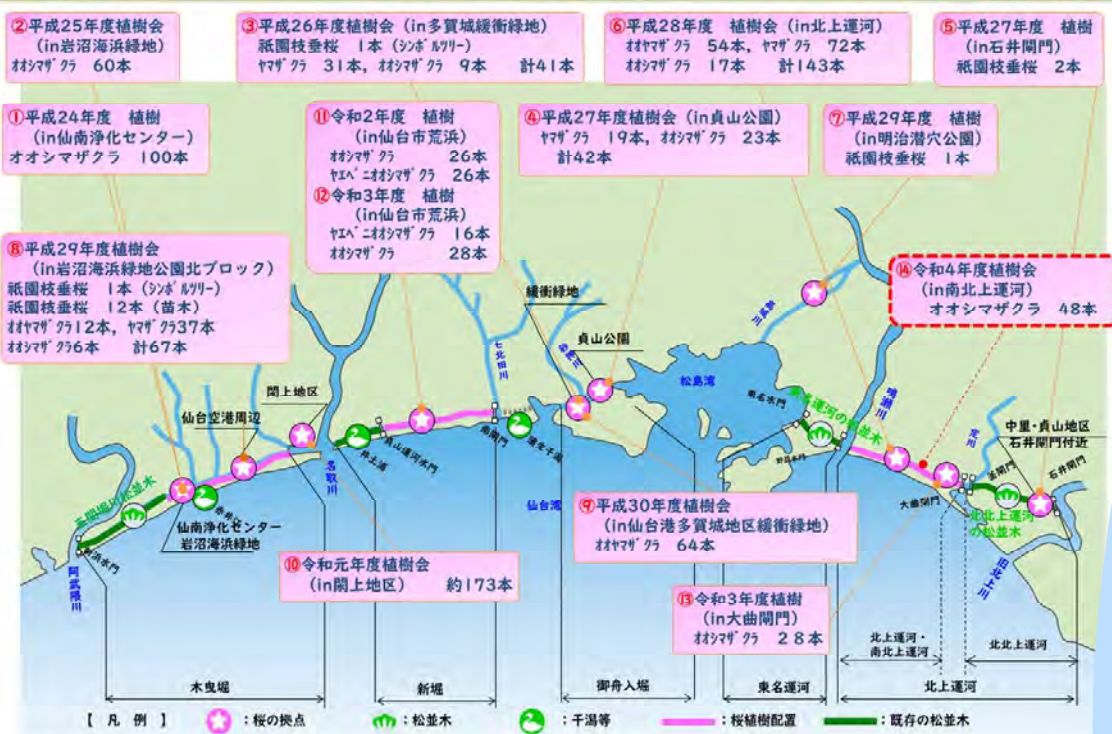 ②平成25年度植樹会
(in岩沼海浜緑地)
オオシマザクラ 60本
③平成26年度植樹会(in多賀城緩衝緑地)
祇園枝垂桜 1本(シンボルツリー)
ヤマザクラ 31本,オオシマザクラ 9本 計41本
⑥平成28年度 植樹会(in北上運河)
オオヤマザクラ 54本,ヤマザクラ 72本
オオシマザクラ 17本 計143本
⑤平成27年度 植樹
(in石井閘門)
祇園枝垂桜 2本
①平成24年度 植樹
(in仙南浄化センター)
オオシマザクラ 100本
⑪令和2年度 植樹
(in仙台市荒浜)
オオシマザクラ 26本
ヤエベニオオシマザクラ 26本
⑫令和3年度 植樹
(in仙台市荒浜)
ヤエベニオオシマザクラ 16本
オオシマザクラ 28本
④平成27年度植樹会(in貞山公園)
ヤマザクラ 19本,オオシマザクラ 23本
計42本
⑦平成29年度 植樹
(in明治潜穴公園)
祇園枝垂桜 1本
⑧平成29年度植樹会
(in岩沼海浜緑地公園北ブロック)
祇園枝垂桜 1本(シンボルツリー)
祇園枝垂桜 12本(苗木)
オオヤマザクラ12本,ヤマザクラ37本
オオシマザクラ6本 計67本
⑭令和4年度植樹会
(in南北上運河)
オオシマザクラ 48本
緩衝緑地
貞山公園
七北田川
松島湾
東名水門
東名運河の松並木
鳴瀬川
定川
中里・貞山地区
石井閘門付近
閖上地区
仙台空港周辺
名取川
貞山運河水門
井土浦
南閘門
仙台湾
野蒜水門
大曲閘門
釜閘門
石井閘門
北北上運河
の松並木
旧北上川
仙南浄化センター
岩沼海浜緑地
阿武隈川
⑨平成30年度植樹会
(in仙台港多賀城地区緩衝緑地)
オオヤマザクラ 64本
⑩令和元年度植樹会
(in閖上地区) 約173本
⑬令和3年度植樹
(in大曲閘門)
オオシマザクラ 28本
北上運河・
南北上運河
北北上運河
木曳堀
新堀
御舟入堀
東名運河
北上運河
【 凡 例 】
:桜の拠点
:松並木
:干潟等
:桜植樹配置
:既存の松並木